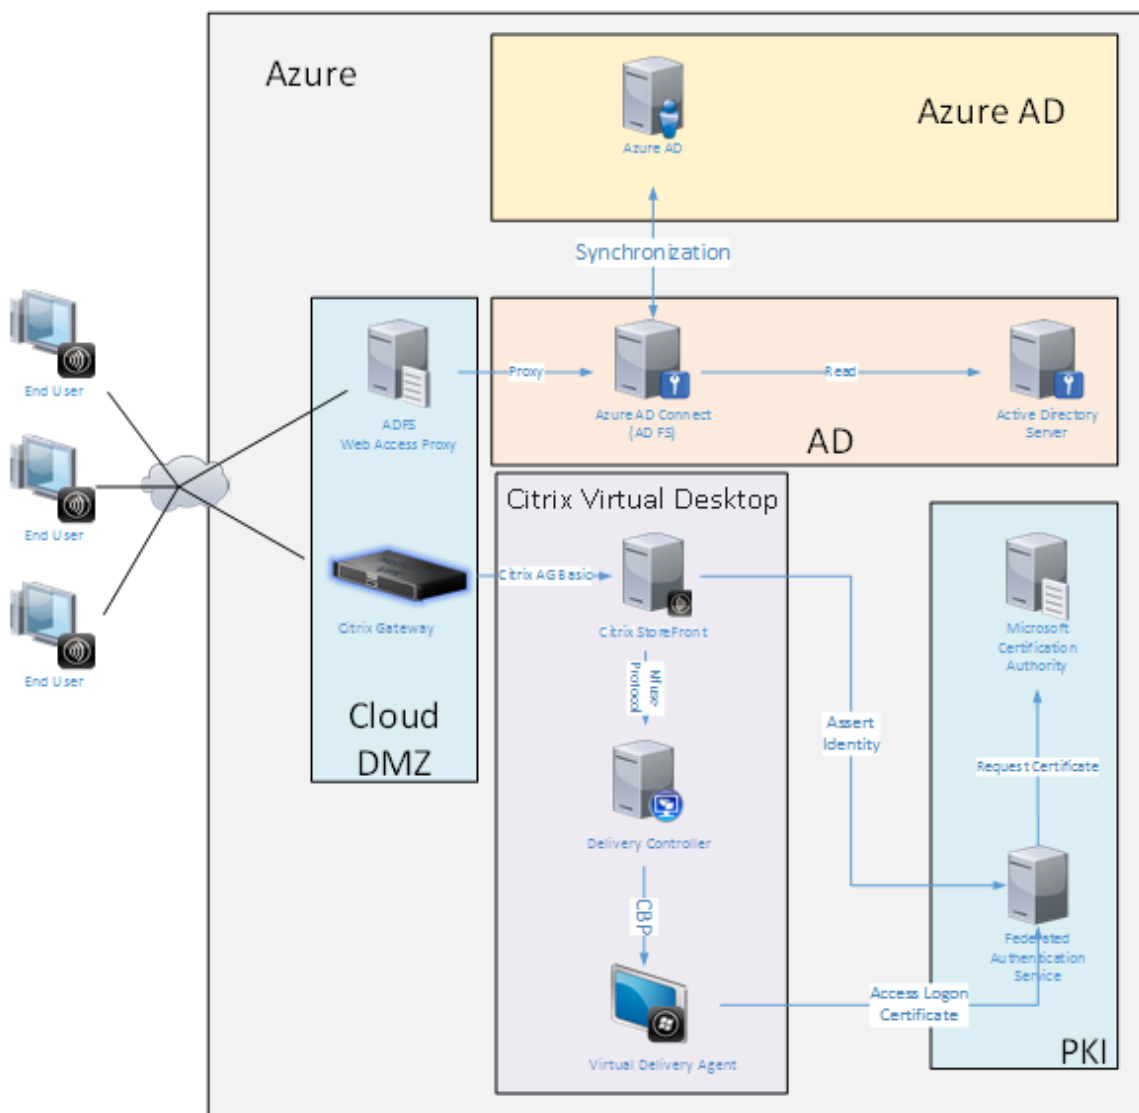 Azure
Azure AD
Azure AD
Synchronization
End User
ADFS
Web Access Proxy
Proxy
Azure AD Connect
(AD FS)
Read
Active Directory
Server
AD
End User
End User
Citrix Gateway
Cloud
DMZ
Citrix Virtual Desktop
Citrix AG Basic
Citrix StoreFront
Nfuse
Protocol
Delivery Controller
CBP
Virtual Delivery Agent
Assert
Identity
Access Logon
Certificate
Microsoft
Certification
Authority
Request Certificate
Federated
Authentication
Service
PKI